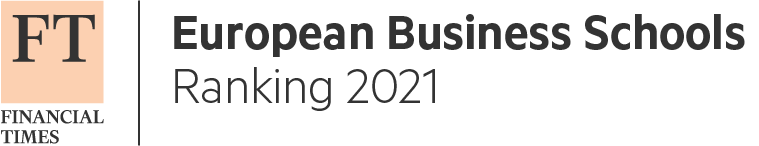 FT
FINANCIAL
TIMES
European Business Schools
Ranking 2021